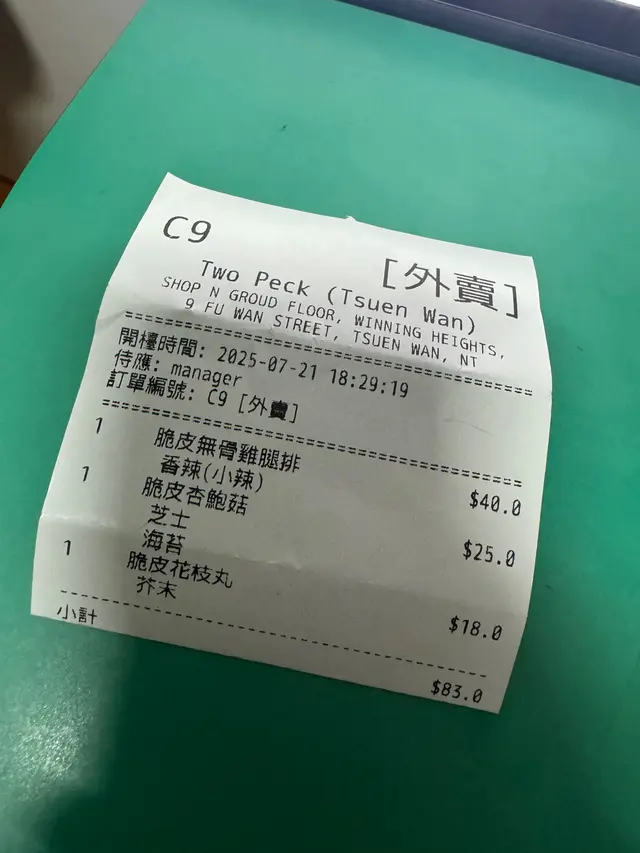 C9
[外賣]
Two Peck (Tsuen Wan)
SHOP N GROUD FLOOR, WINNING HEIGHTS,
9 FU WAN STREET, TSUEN WAN, NT
開檯時間: 2025-07-21 18:29:19
侍應: manager
訂單編號: C9 [外賣]
1 脆皮無骨雞腿排 $40.0
香辣(小辣)
1 脆皮杏鮑菇 $25.0
芝士
海苔
1 脆皮花枝丸 $18.0
芥末
小計 $83.0